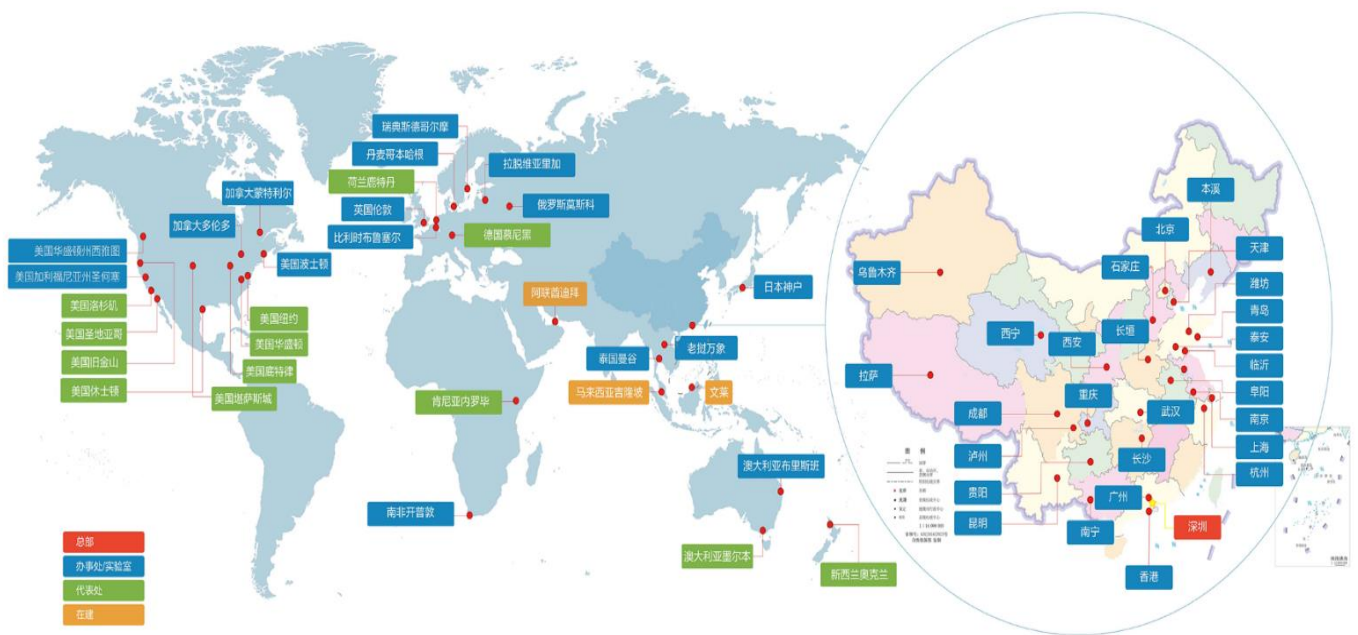 瑞典斯德哥尔摩
丹麦哥本哈根
拉脱维亚里加
荷兰鹿特丹
加拿大蒙特利尔
英国伦敦
俄罗斯莫斯科
加拿大多伦多
比利时布鲁塞尔
德国慕尼黑
美国华盛顿州西雅图
美国波士顿
美国加利福尼亚州圣何塞
日本神户
阿联酋迪拜
美国洛杉矶
美国纽约
美国圣地亚哥
美国华盛顿
老挝万象
泰国曼谷
美国旧金山
美国底特律
美国休士顿
美国堪萨斯城
肯尼亚内罗毕
马来西亚吉隆坡
文莱
澳大利亚布里斯班
南非开普敦
澳大利亚墨尔本
新西兰奥克兰
总部
办事处/实验室
代表处
在建
本溪
北京
天津
石家庄
乌鲁木齐
潍坊
青岛
西宁
西安
长垣
泰安
临沂
拉萨
重庆
阜阳
成都
武汉
南京
上海
泸州
长沙
杭州
贵阳
广州
昆明
南宁
深圳
香港
图 例